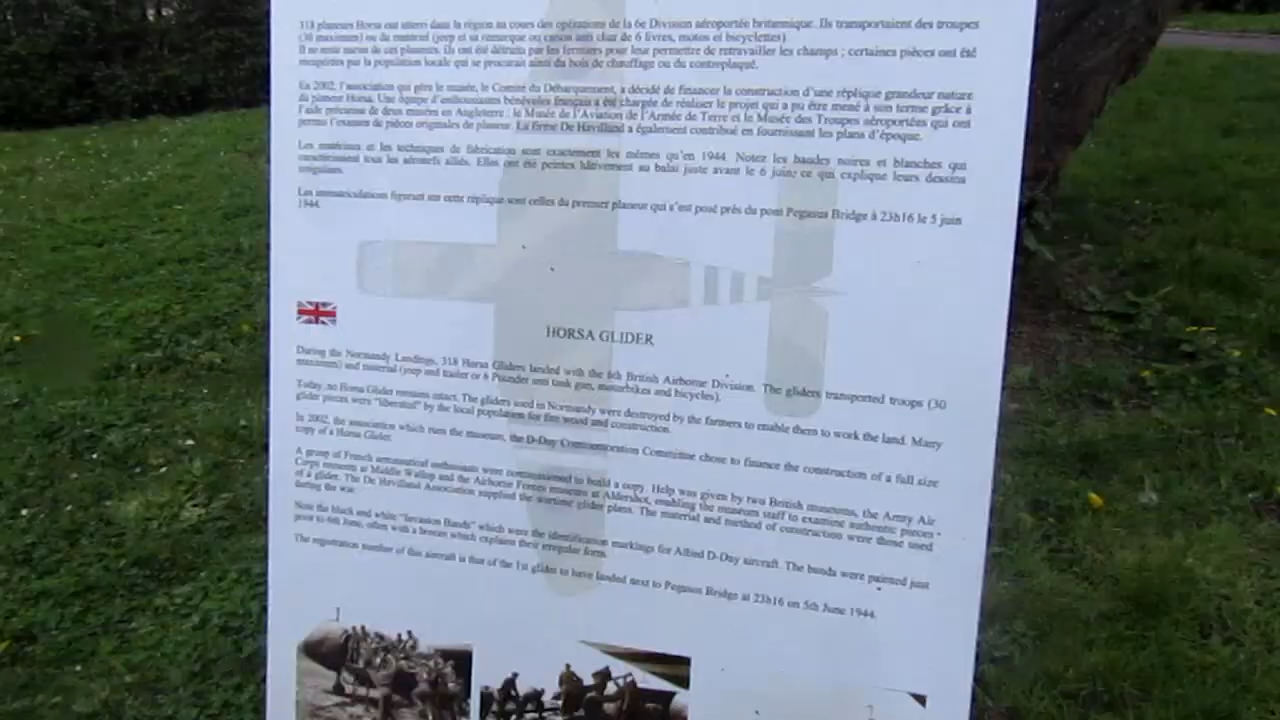 318 planeurs Horsa ont atterri dans la région au cours des opérations de la 6e Division aéroportée britannique. Ils transportaient des troupes
(30 maximum) ou du matériel (jeep et sa remorque ou canon anti char de 6 livres, motos et bicyclettes)
Il ne reste aucun de ces planeurs. Ils ont été détruits par les fermiers pour leur permettre de retravailler les champs ; certaines pièces ont été
récupérées par la population locale qui se procurait ainsi du bois de chauffage ou du contreplaqué.
En 2002, l'association qui gère le musée, le Comité du Débarquement, a décidé de financer la construction d'une réplique grandeur nature
du planeur Horsa. Une équipe d'enthousiastes bénévoles français a été chargée de réaliser le projet qui a pu être mené à son terme grâce à
l'aide précieuse de deux musées en Angleterre : le Musée de l'Aviation de l'Armée de Terre et le Musée des Troupes aéroportées qui ont
permis l'examen de pièces originales de planeur. La firme De Havilland a également contribué en fournissant les plans d'époque.
Les matériaux et les techniques de fabrication sont exactement les mêmes qu'en 1944. Notez les bandes noires et blanches qui
caractérisaient tous les aéronefs alliés. Elles ont été peintes hâtivement au balai juste avant le 6 juin; ce qui explique leurs dessins
irréguliers.
Les immatriculations figurant sur cette réplique sont celles du premier planeur qui s'est posé près du pont Pegasus Bridge à 23h16 le 5 juin
1944.
HORSA GLIDER
During the Normandy Landings, 318 Horsa Gliders landed with the 6th British Airborne Division. The gliders transported troops (30
maximum) and material (jeep and trailer or 6 Pounder anti tank gun, motorbikes and bicycles).
Today, no Horsa Glider remains intact. The gliders used in Normandy were destroyed by the farmers to enable them to work the land. Many
glider pieces were "liberated" by the local population for fire wood and construction.
In 2002, the association which runs the museum, the D-Day Commemoration Committee chose to finance the construction of a full size
copy of a Horsa Glider.
A group of French aeronautical enthusiasts were commissioned to build a copy. Help was given by two British museums, the Army Air
Corps museum at Middle Wallop and the Airborne Forces museum at Aldershot, enabling the museum staff to examine authentic pieces
of a glider. The De Havilland Association supplied the wartime glider plans. The material and method of construction were those used
during the war.
Note the black and white "Invasion Bands" which were the identification markings for Allied D-Day aircraft. The bands were painted just
prior to 6th June, often with a broom which explains their irregular form.
The registration number of this aircraft is that of the 1st glider to have landed next to Pegasus Bridge at 23h16 on 5th June 1944.